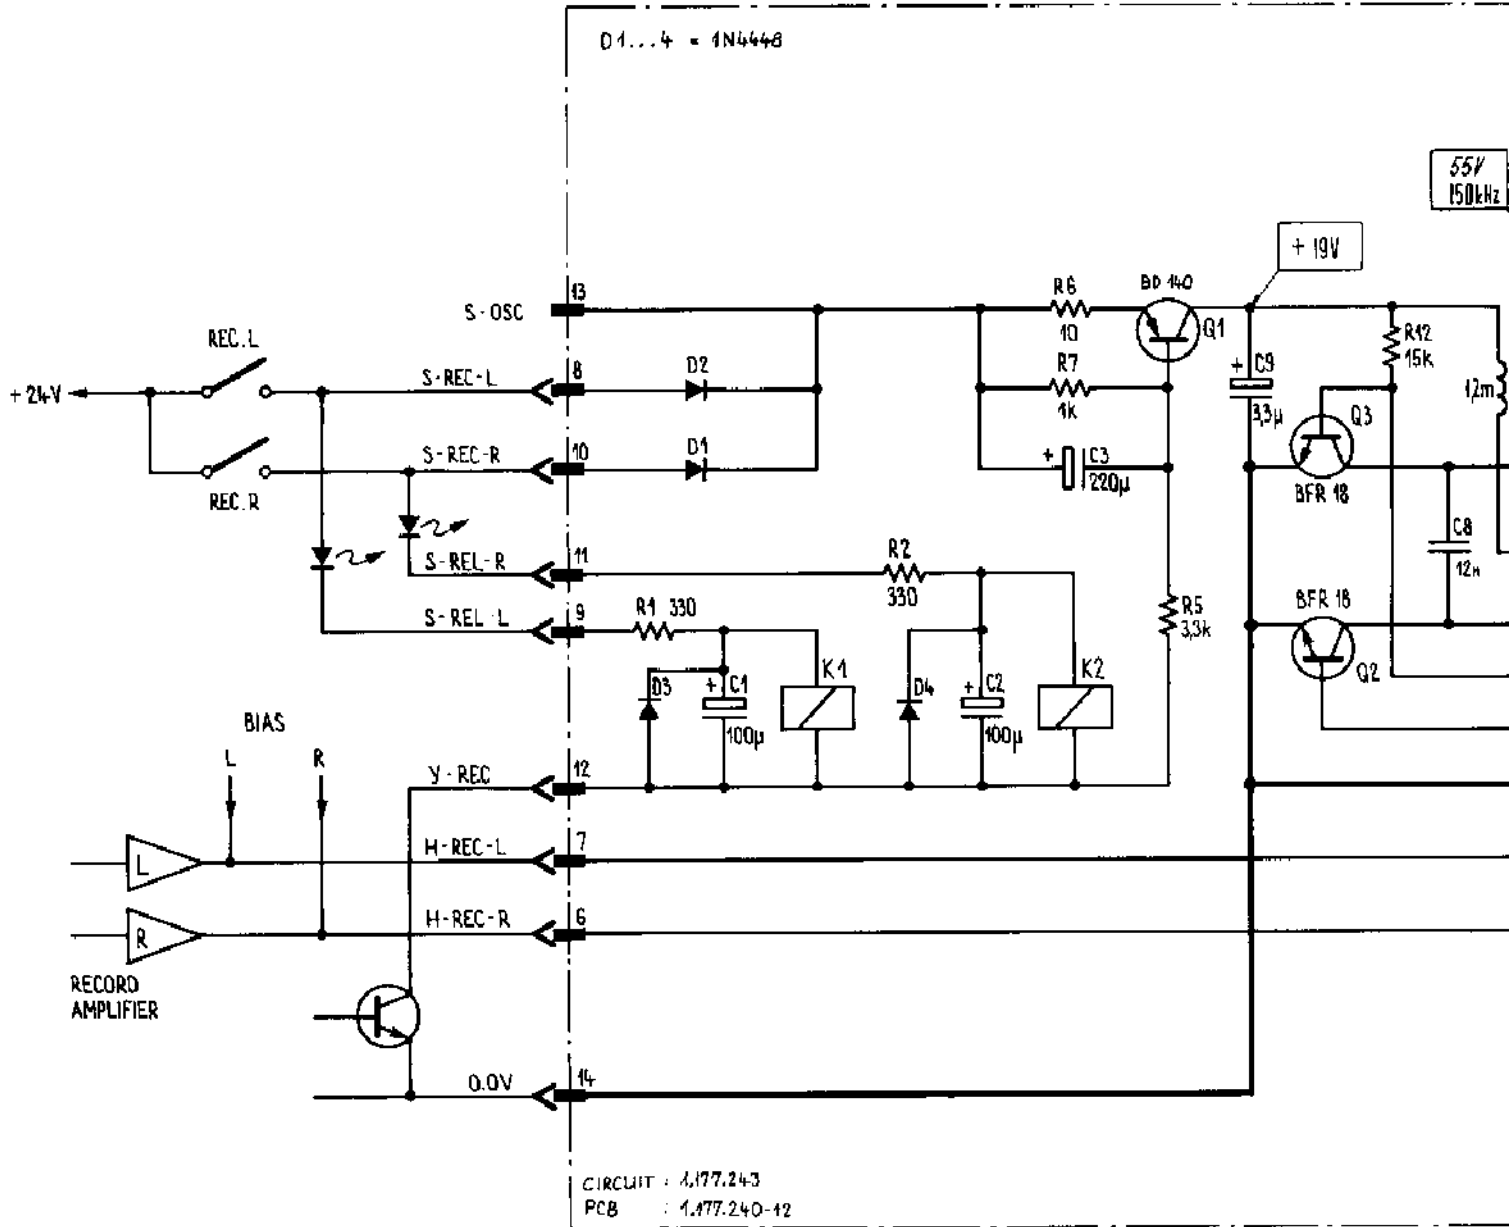 D1...4 = 1N4448
55V
150kHz
+ 19V
13
S-OSC
R6
10
BD 140
Q1
REC.L
+24V
S-REC-L
8
D2
R7
1k
C9
3,3µ
R12
15k
1,2m
Q3
BFR 18
REC.R
S-REC-R
10
D1
C3
220µ
S-REL-R
11
R2
330
C8
12n
S-REL-L
9
R1 330
R5
3,3k
BFR 18
Q2
D3
+
C1
100µ
K1
D4
+
C2
100µ
K2
BIAS
L
R
Y-REC
12
L
H-REC-L
7
R
H-REC-R
6
RECORD
AMPLIFIER
0.0V
14
CIRCUIT : 1.177.243
PCB : 1.177.240-12